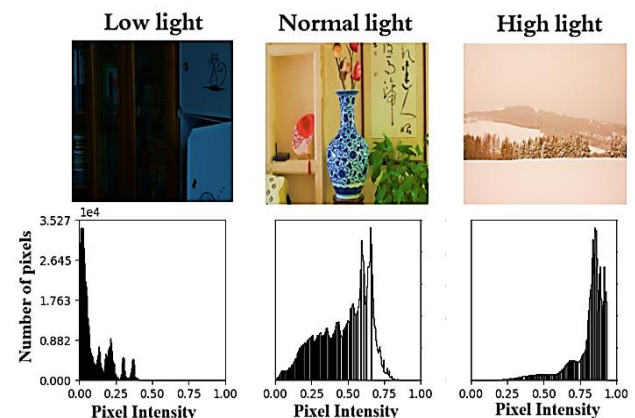 Low light
Normal light
High light
1e4
Number of pixels
3.527
2.645
1.763
0.882
0.000
0.00 0.25 0.50 0.75 1.00
0.00 0.25 0.50 0.75 1.00
0.00 0.25 0.50 0.75 1.00
Pixel Intensity
Pixel Intensity
Pixel Intensity